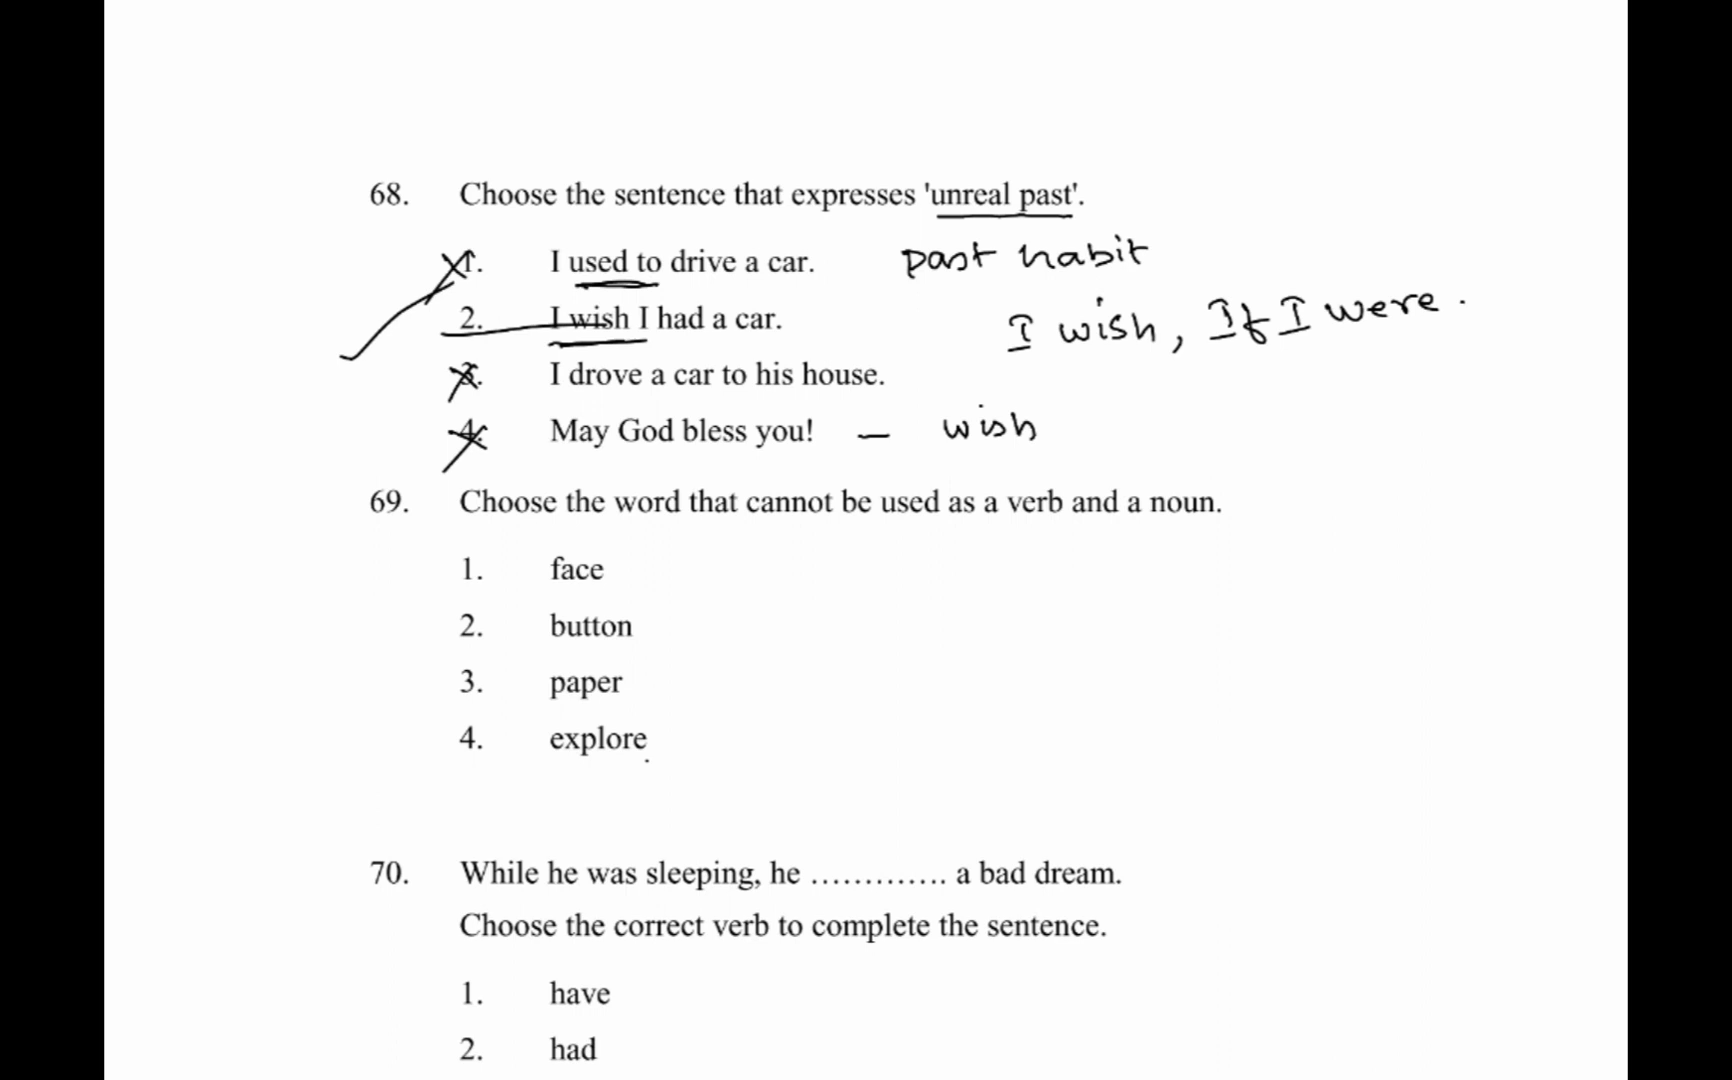 68. Choose the sentence that expresses 'unreal past'.
1. I used to drive a car. past habit
2. I wish I had a car. I wish, If I were.
3. I drove a car to his house.
4. May God bless you! — wish
69. Choose the word that cannot be used as a verb and a noun.
1. face
2. button
3. paper
4. explore
70. While he was sleeping, he …………. a bad dream.
Choose the correct verb to complete the sentence.
1. have
2. had